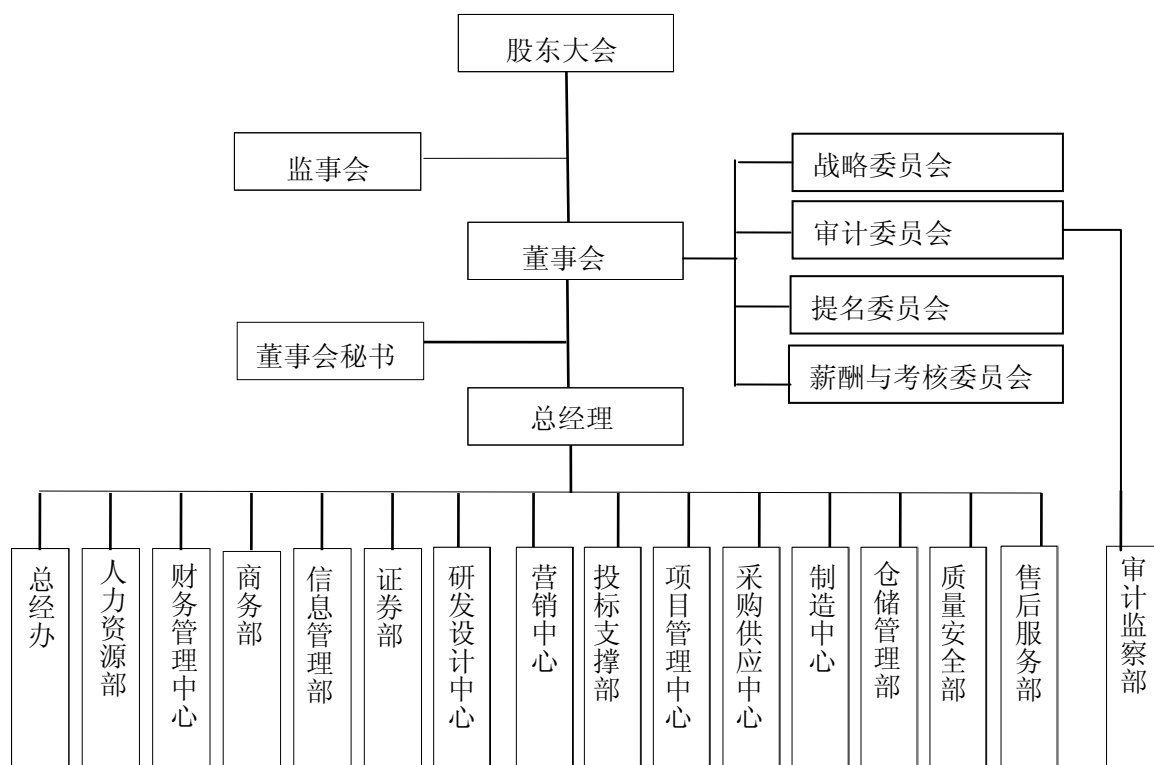 股东大会
监事会
战略委员会
审计委员会
董事会
提名委员会
董事会秘书
薪酬与考核委员会
总经理
总经办
人力资源部
财务管理中心
商务部
信息管理部
证券部
研发设计中心
营销中心
投标支撑部
项目管理中心
采购供应中心
制造中心
仓储管理部
质量安全部
售后服务部
审计监察部